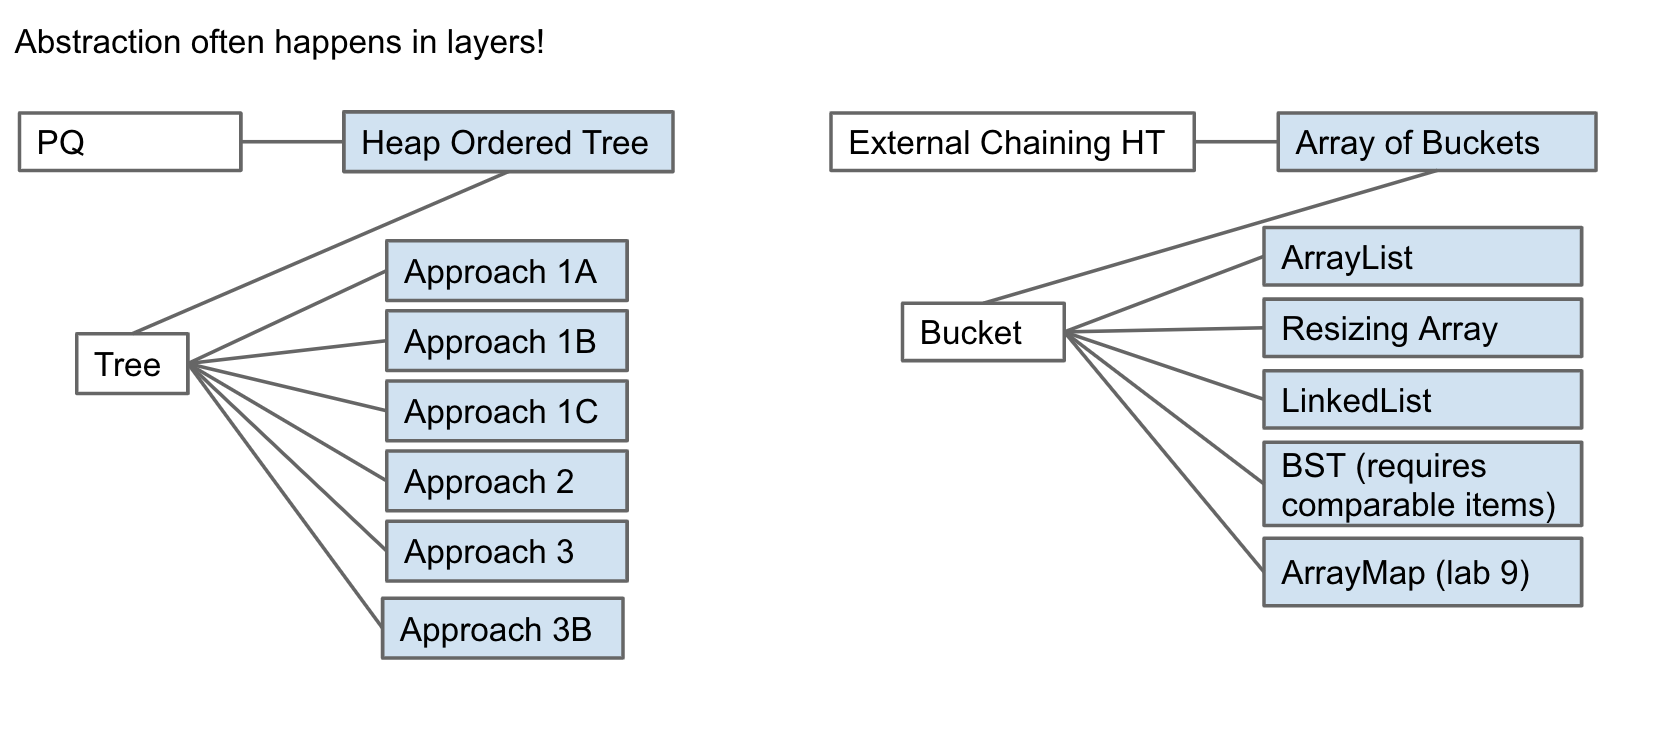 Abstraction often happens in layers!
PQ
Heap Ordered Tree
Tree
Approach 1A
Approach 1B
Approach 1C
Approach 2
Approach 3
Approach 3B
External Chaining HT
Array of Buckets
Bucket
ArrayList
Resizing Array
LinkedList
BST (requires
comparable items)
ArrayMap (lab 9)